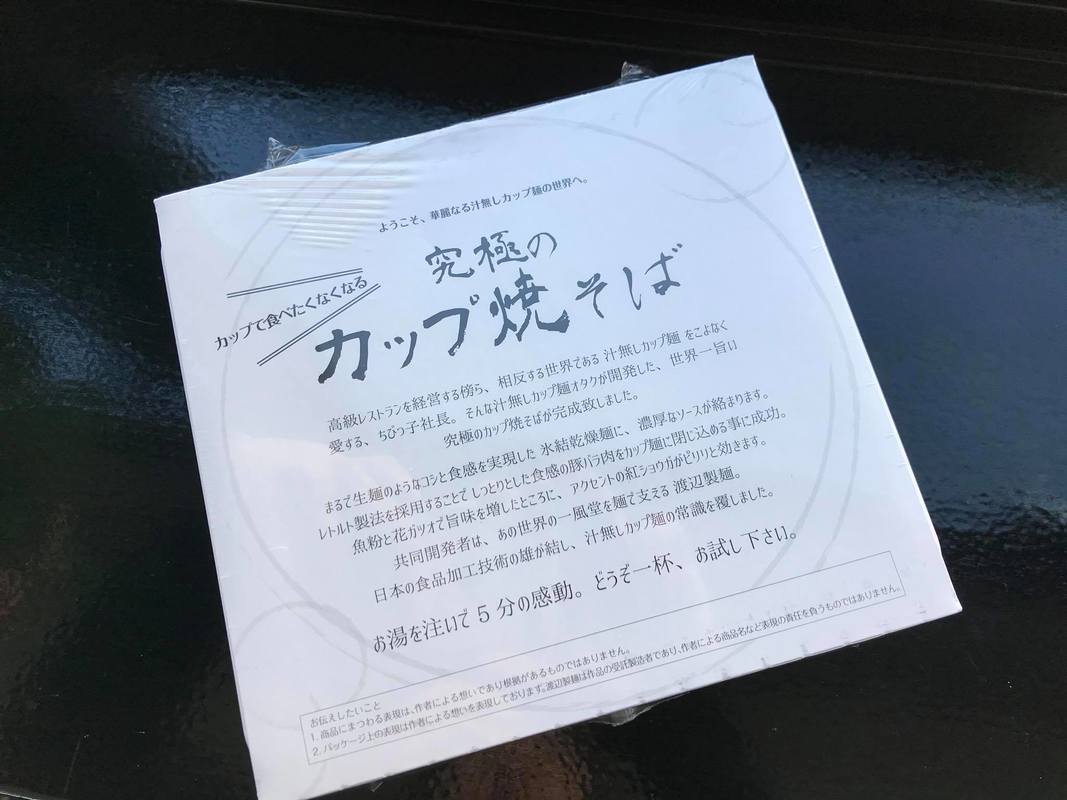 ようこそ、華麗なる汁無しカップ麺の世界へ。
究極の
カップで食べたくなくなる
カップ焼そば
高級レストランを経営する傍ら、相反する世界である 汁無しカップ麺 をこよなく
愛する、ちびっ子社長。そんな汁無しカップ麺オタクが開発した、世界一旨い
究極のカップ焼そばが完成致しました。
まるで生麺のようなコシと食感を実現した 氷結乾燥麺に、濃厚なソースが絡まります。
レトルト製法を採用することで しっとりとした食感の豚バラ肉をカップ麺に閉じ込める事に成功。
魚粉と花ガツオで旨味を増したところに、アクセントの紅ショウガがピリリと効きます。
共同開発者は、あの世界の一風堂を麺で支える 渡辺製麺。
日本の食品加工技術の雄が結し、汁無しカップ麺の常識を覆しました。
お湯を注いで 5 分の感動。どうぞ一杯、お試し下さい。
お伝えしたいこと
1. 商品にまつわる表現は、作者による想いであり根拠があるものではありません。
2. パッケージ上の表現は作者による想いを表現しております。渡辺製麺は作品の受託製造者であり、作者による商品名など表現の責任を負うものではありません。